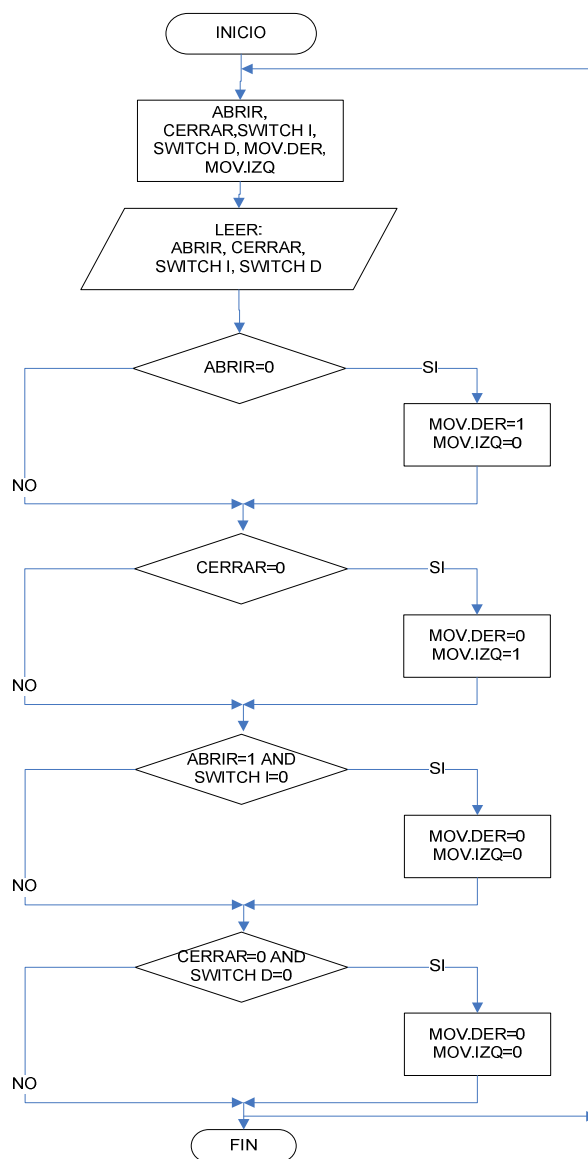 INICIO
ABRIR,
CERRAR,SWITCH I,
SWITCH D, MOV.DER,
MOV.IZQ
LEER:
ABRIR, CERRAR,
SWITCH I, SWITCH D
ABRIR=0
SI
MOV.DER=1
MOV.IZQ=0
NO
CERRAR=0
SI
MOV.DER=0
MOV.IZQ=1
NO
ABRIR=1 AND
SWITCH I=0
SI
MOV.DER=0
MOV.IZQ=0
NO
CERRAR=0 AND
SWITCH D=0
SI
MOV.DER=0
MOV.IZQ=0
NO
FIN